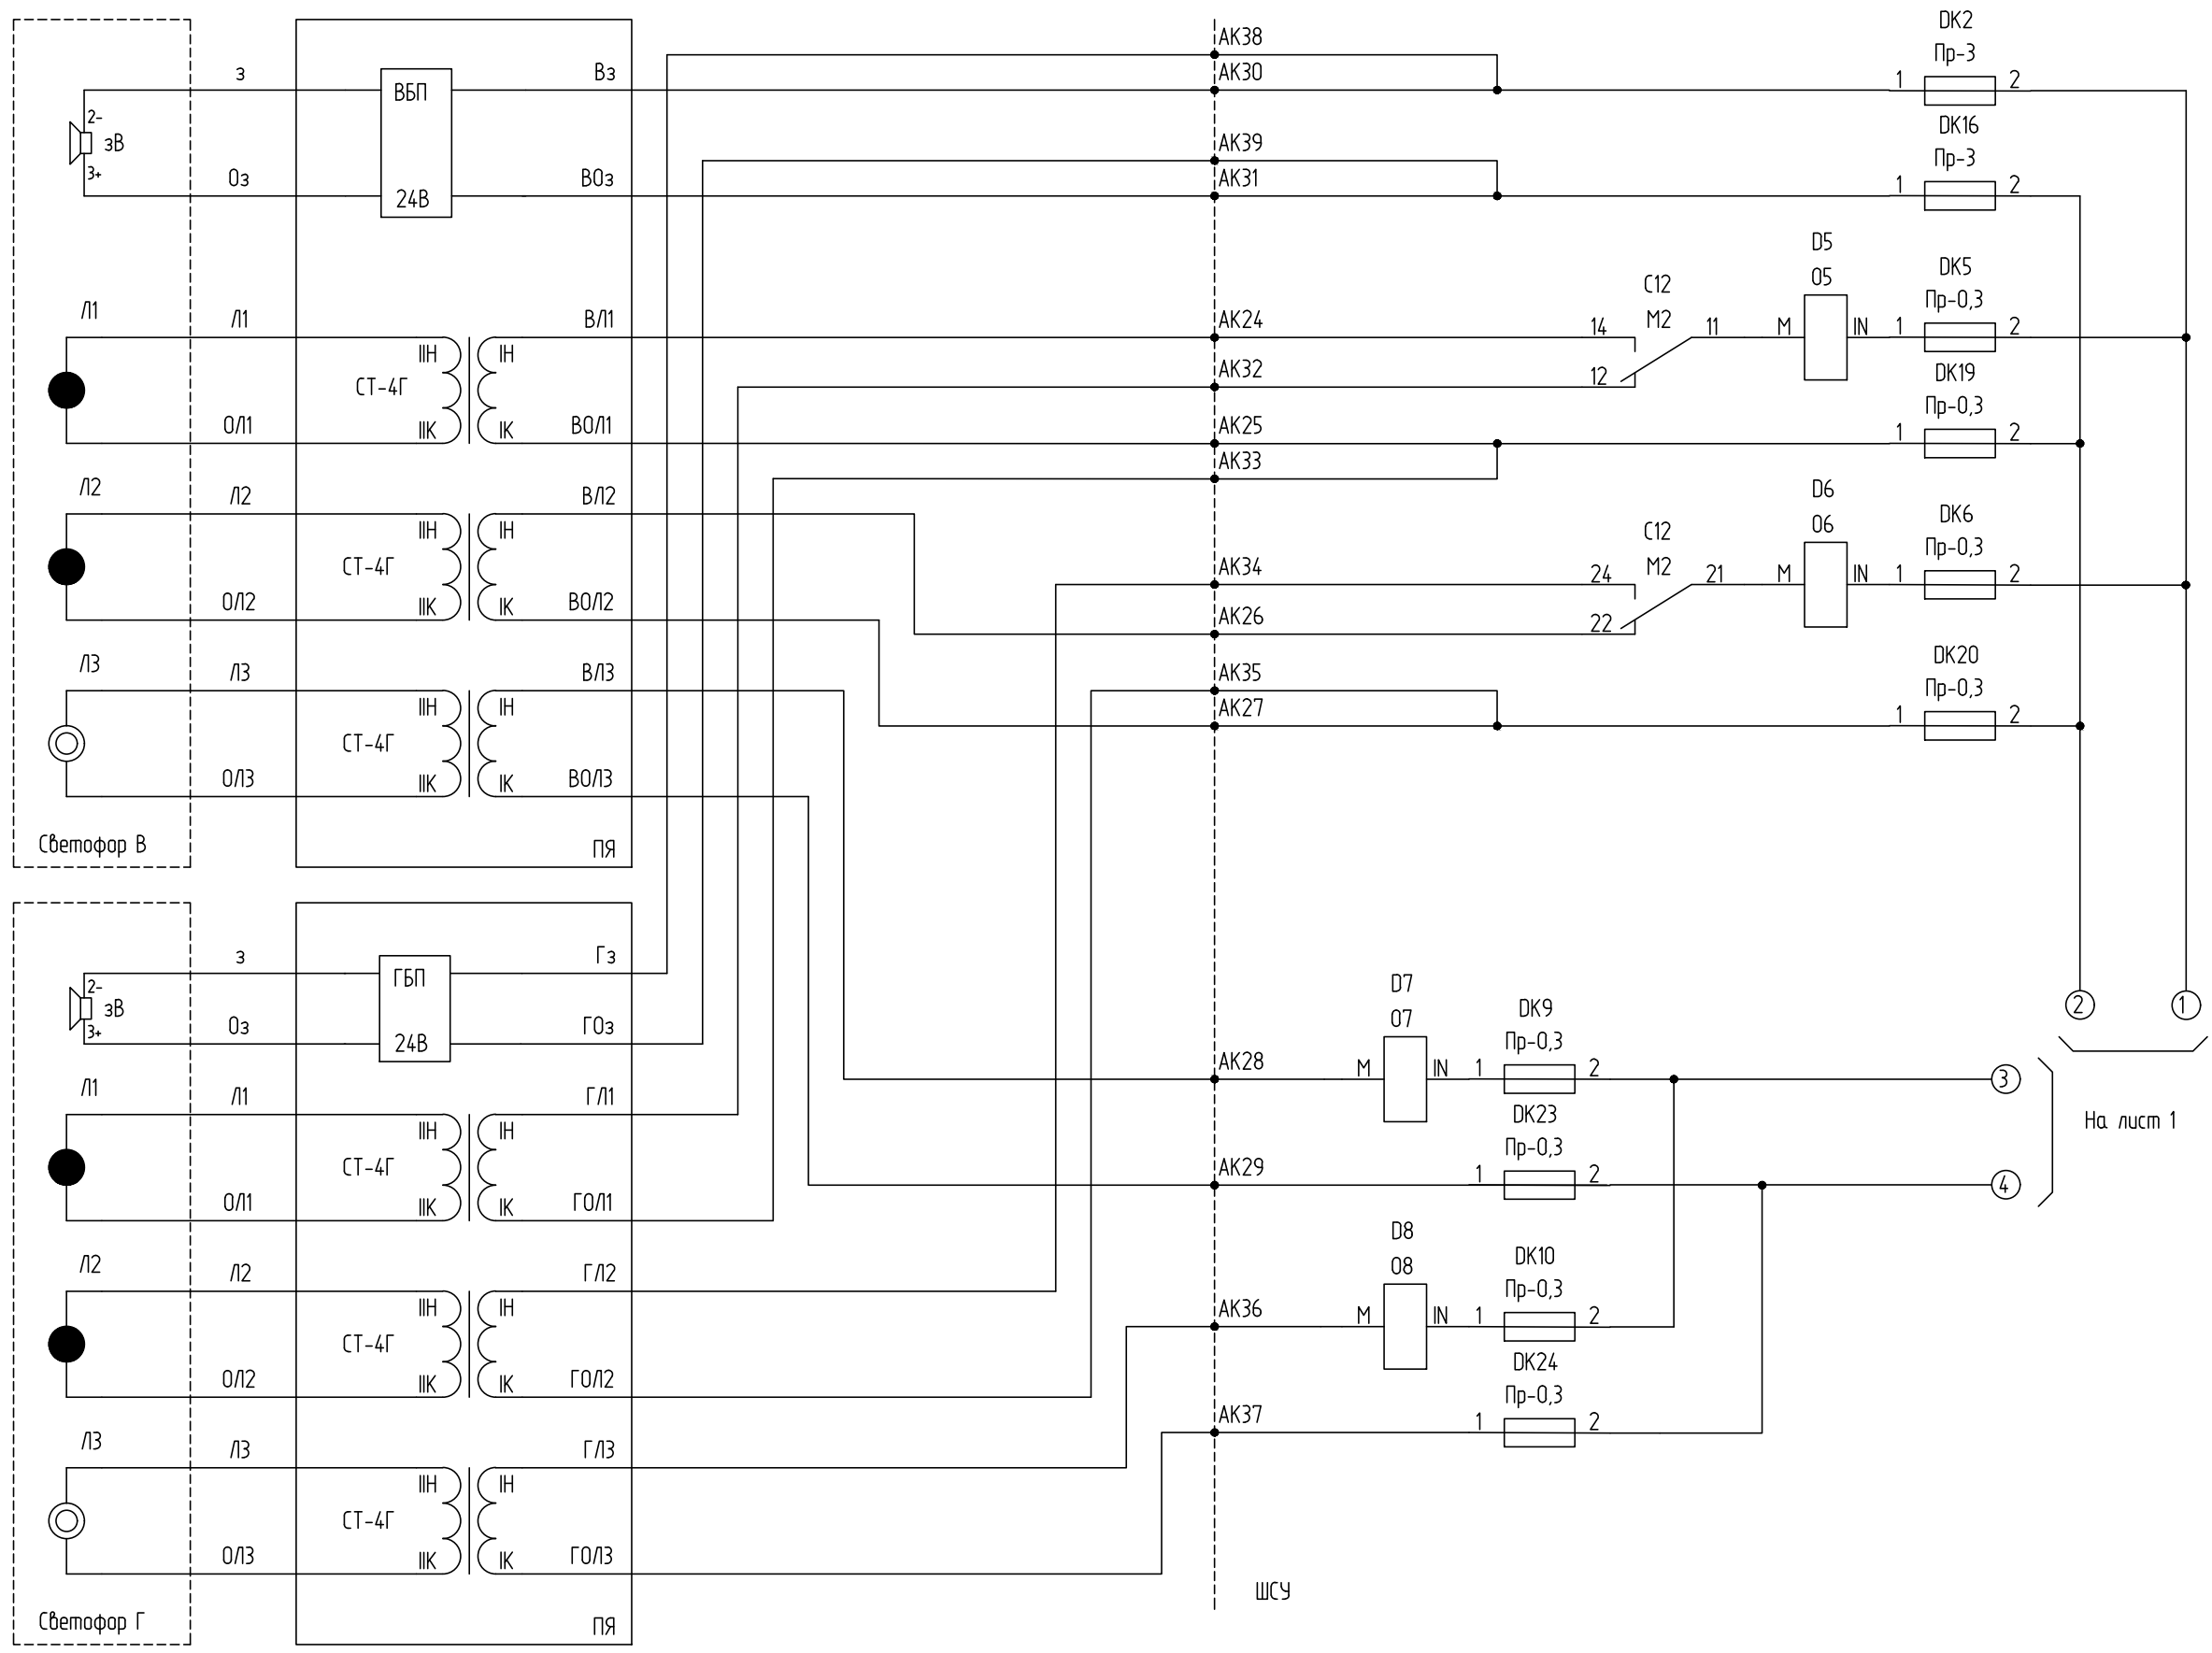 DK2
Пр-3
АК38
з
ВБП
Вз
АК30
1
2
2-
зВ
3+
DK16
Пр-3
АК39
Оз
24В
ВОз
АК31
1
2
D5
О5
DK5
Пр-0,3
С12
М2
Л1
Л1
IIН
IН
ВЛ1
АК24
14
11
М
IN
1
2
СТ-4Г
АК32
12
DK19
Пр-0,3
ОЛ1
IIК
IК
ВОЛ1
АК25
1
2
АК33
Л2
Л2
IIН
IН
ВЛ2
D6
О6
DK6
Пр-0,3
С12
М2
СТ-4Г
АК34
24
21
М
IN
1
2
ОЛ2
IIК
IК
ВОЛ2
АК26
22
DK20
Пр-0,3
Л3
Л3
IIН
IН
ВЛ3
АК35
АК27
1
2
СТ-4Г
ОЛ3
IIК
IК
ВОЛ3
Светофор В
ПЯ
з
ГБП
Гз
2-
зВ
3+
Оз
24В
ГОз
D7
О7
DK9
Пр-0,3
2
1
АК28
М
IN
1
2
3
Л1
Л1
IIН
IН
ГЛ1
DK23
Пр-0,3
На лист 1
СТ-4Г
АК29
1
2
4
ОЛ1
IIК
IК
ГОЛ1
D8
О8
DK10
Пр-0,3
Л2
Л2
IIН
IН
ГЛ2
АК36
М
IN
1
2
СТ-4Г
DK24
Пр-0,3
ОЛ2
IIК
IК
ГОЛ2
АК37
1
2
Л3
Л3
IIН
IН
ГЛ3
СТ-4Г
ОЛ3
IIК
IК
ГОЛ3
ШСУ
Светофор Г
ПЯ